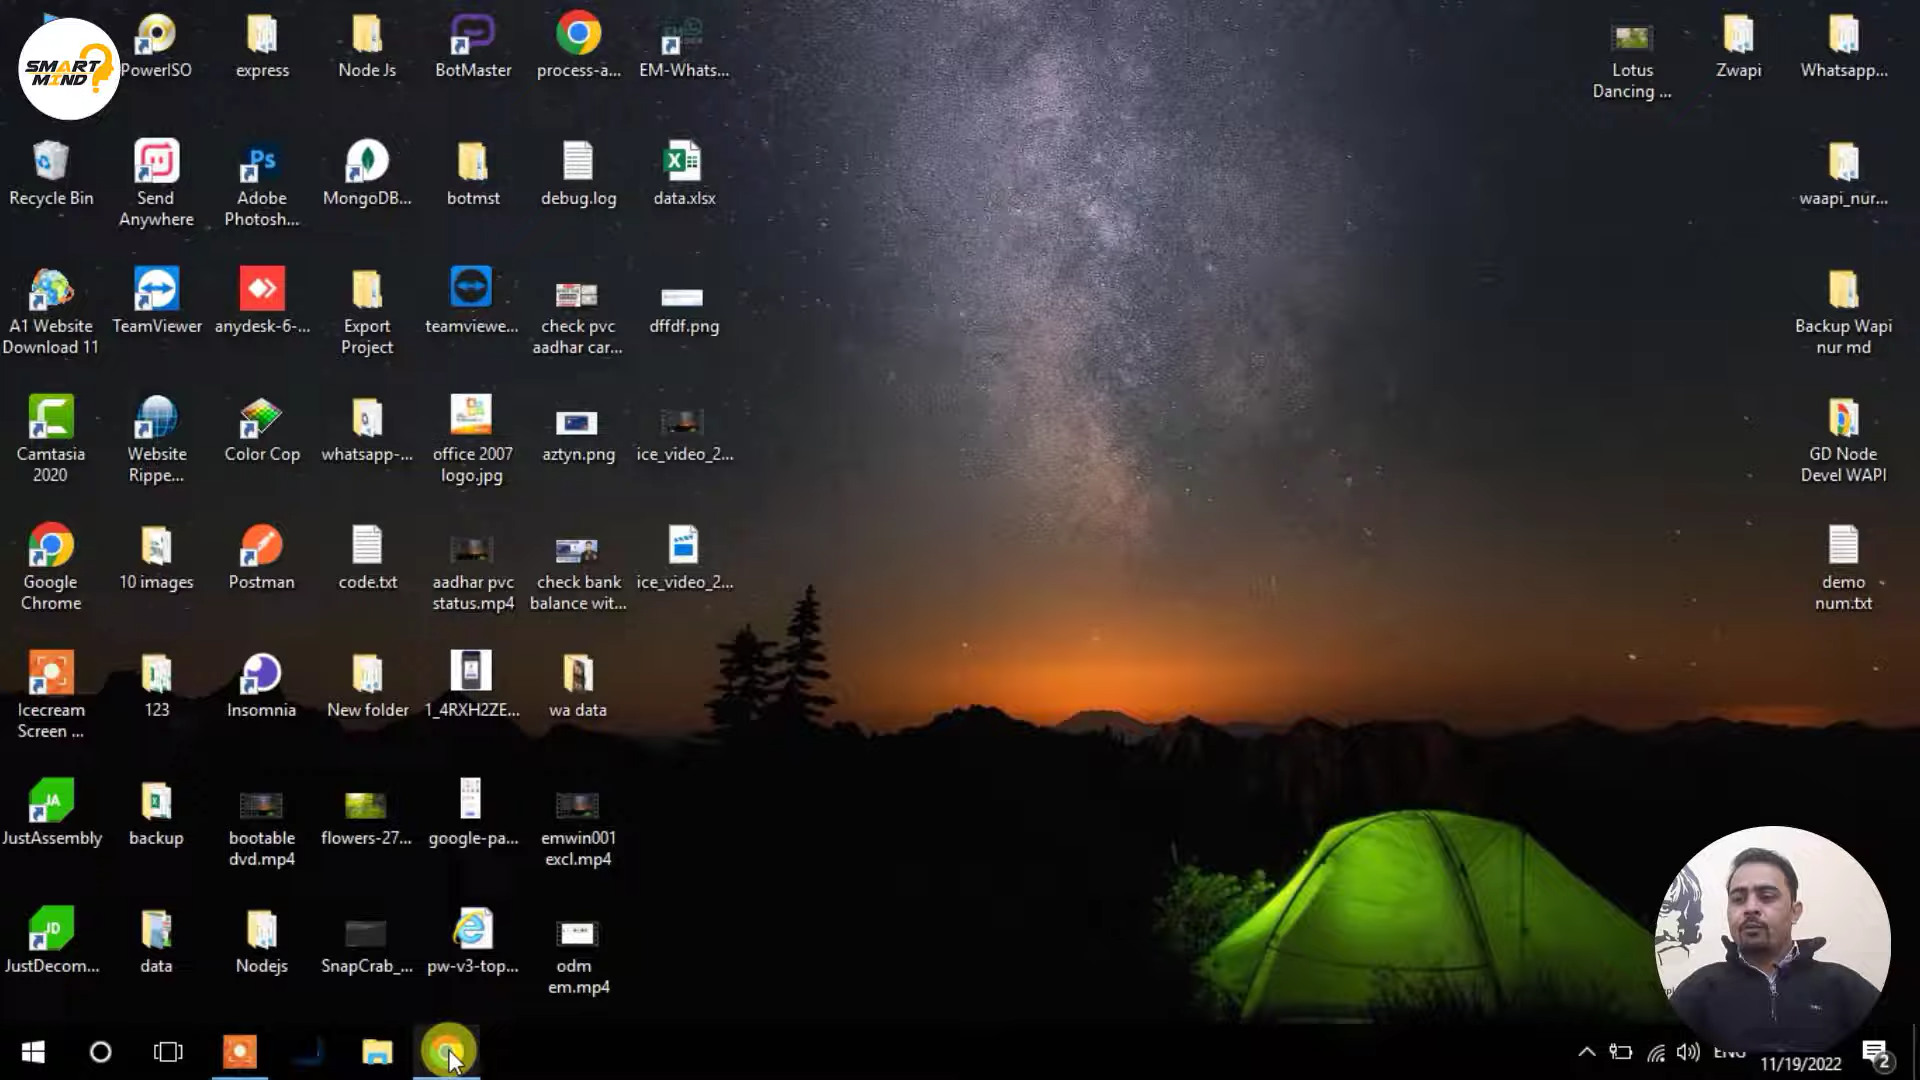 SMART
MIND
PowerISO
express
Node Js
BotMaster
process-a...
EM-Whats...
Lotus
Dancing ...
Zwapi
Whatsapp...
Recycle Bin
Send
Anywhere
Adobe
Photosh...
MongoDB...
botmst
debug.log
data.xlsx
waapi_nur...
A1 Website
Download 11
TeamViewer
anydesk-6-...
Export
Project
teamviewe...
check pvc
aadhar car...
dffdf.png
Backup Wapi
nur md
Camtasia
2020
Website
Rippe...
Color Cop
whatsapp-...
office 2007
logo.jpg
aztyn.png
ice_video_2...
GD Node
Devel WAPI
Google
Chrome
10 images
Postman
code.txt
aadhar pvc
status.mp4
check bank
balance wit...
ice_video_2...
demo
num.txt
Icecream
Screen ...
123
Insomnia
New folder
1_4RXH2ZE...
wa data
JustAssembly
backup
bootable
dvd.mp4
flowers-27...
google-pa...
emwin001
excl.mp4
JustDecom...
data
Nodejs
SnapCrab_...
pw-v3-top...
odm
em.mp4
ENG
11/19/2022
2